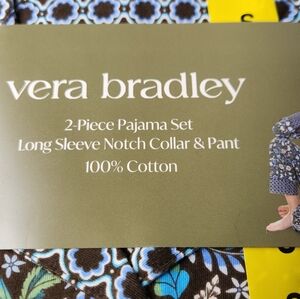 S
vera bradley
2-Piece Pajama Set
Long Sleeve Notch Collar & Pant
100% Cotton